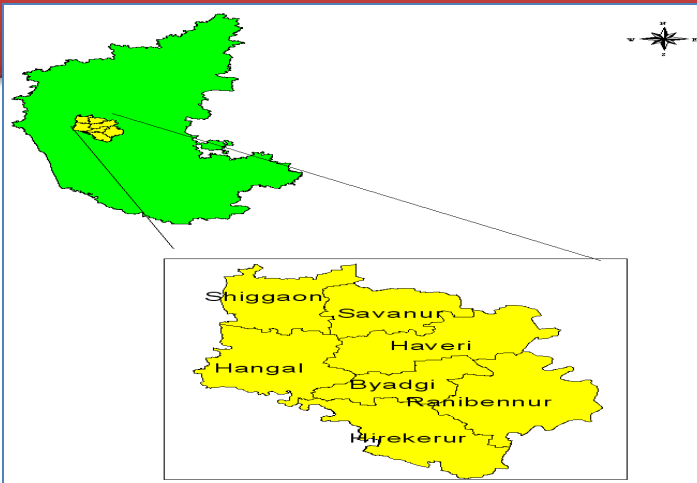 N
W E
Z
Shiggaon
Savanur
Haveri
Hangal
Byadgi
Ranibennur
Hirekerur